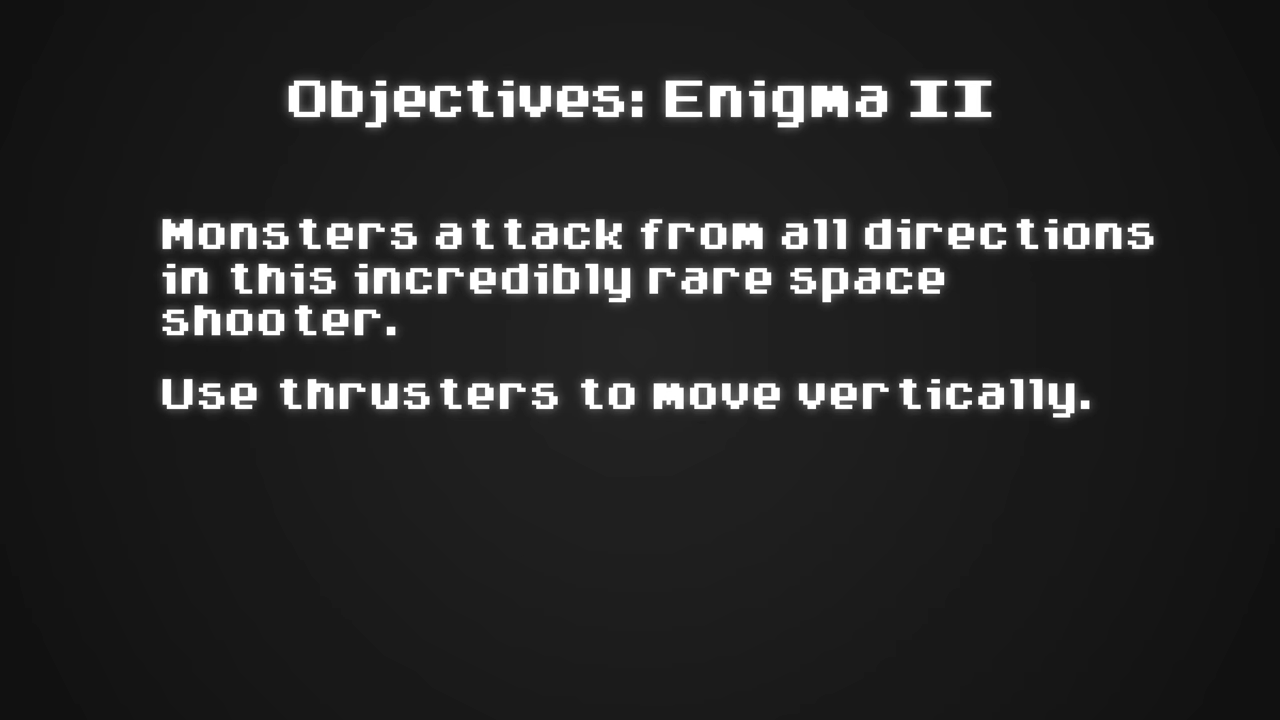 Objectives: Enigma II
Monsters attack from all directions
in this incredibly rare space
shooter.
Use thrusters to move vertically.